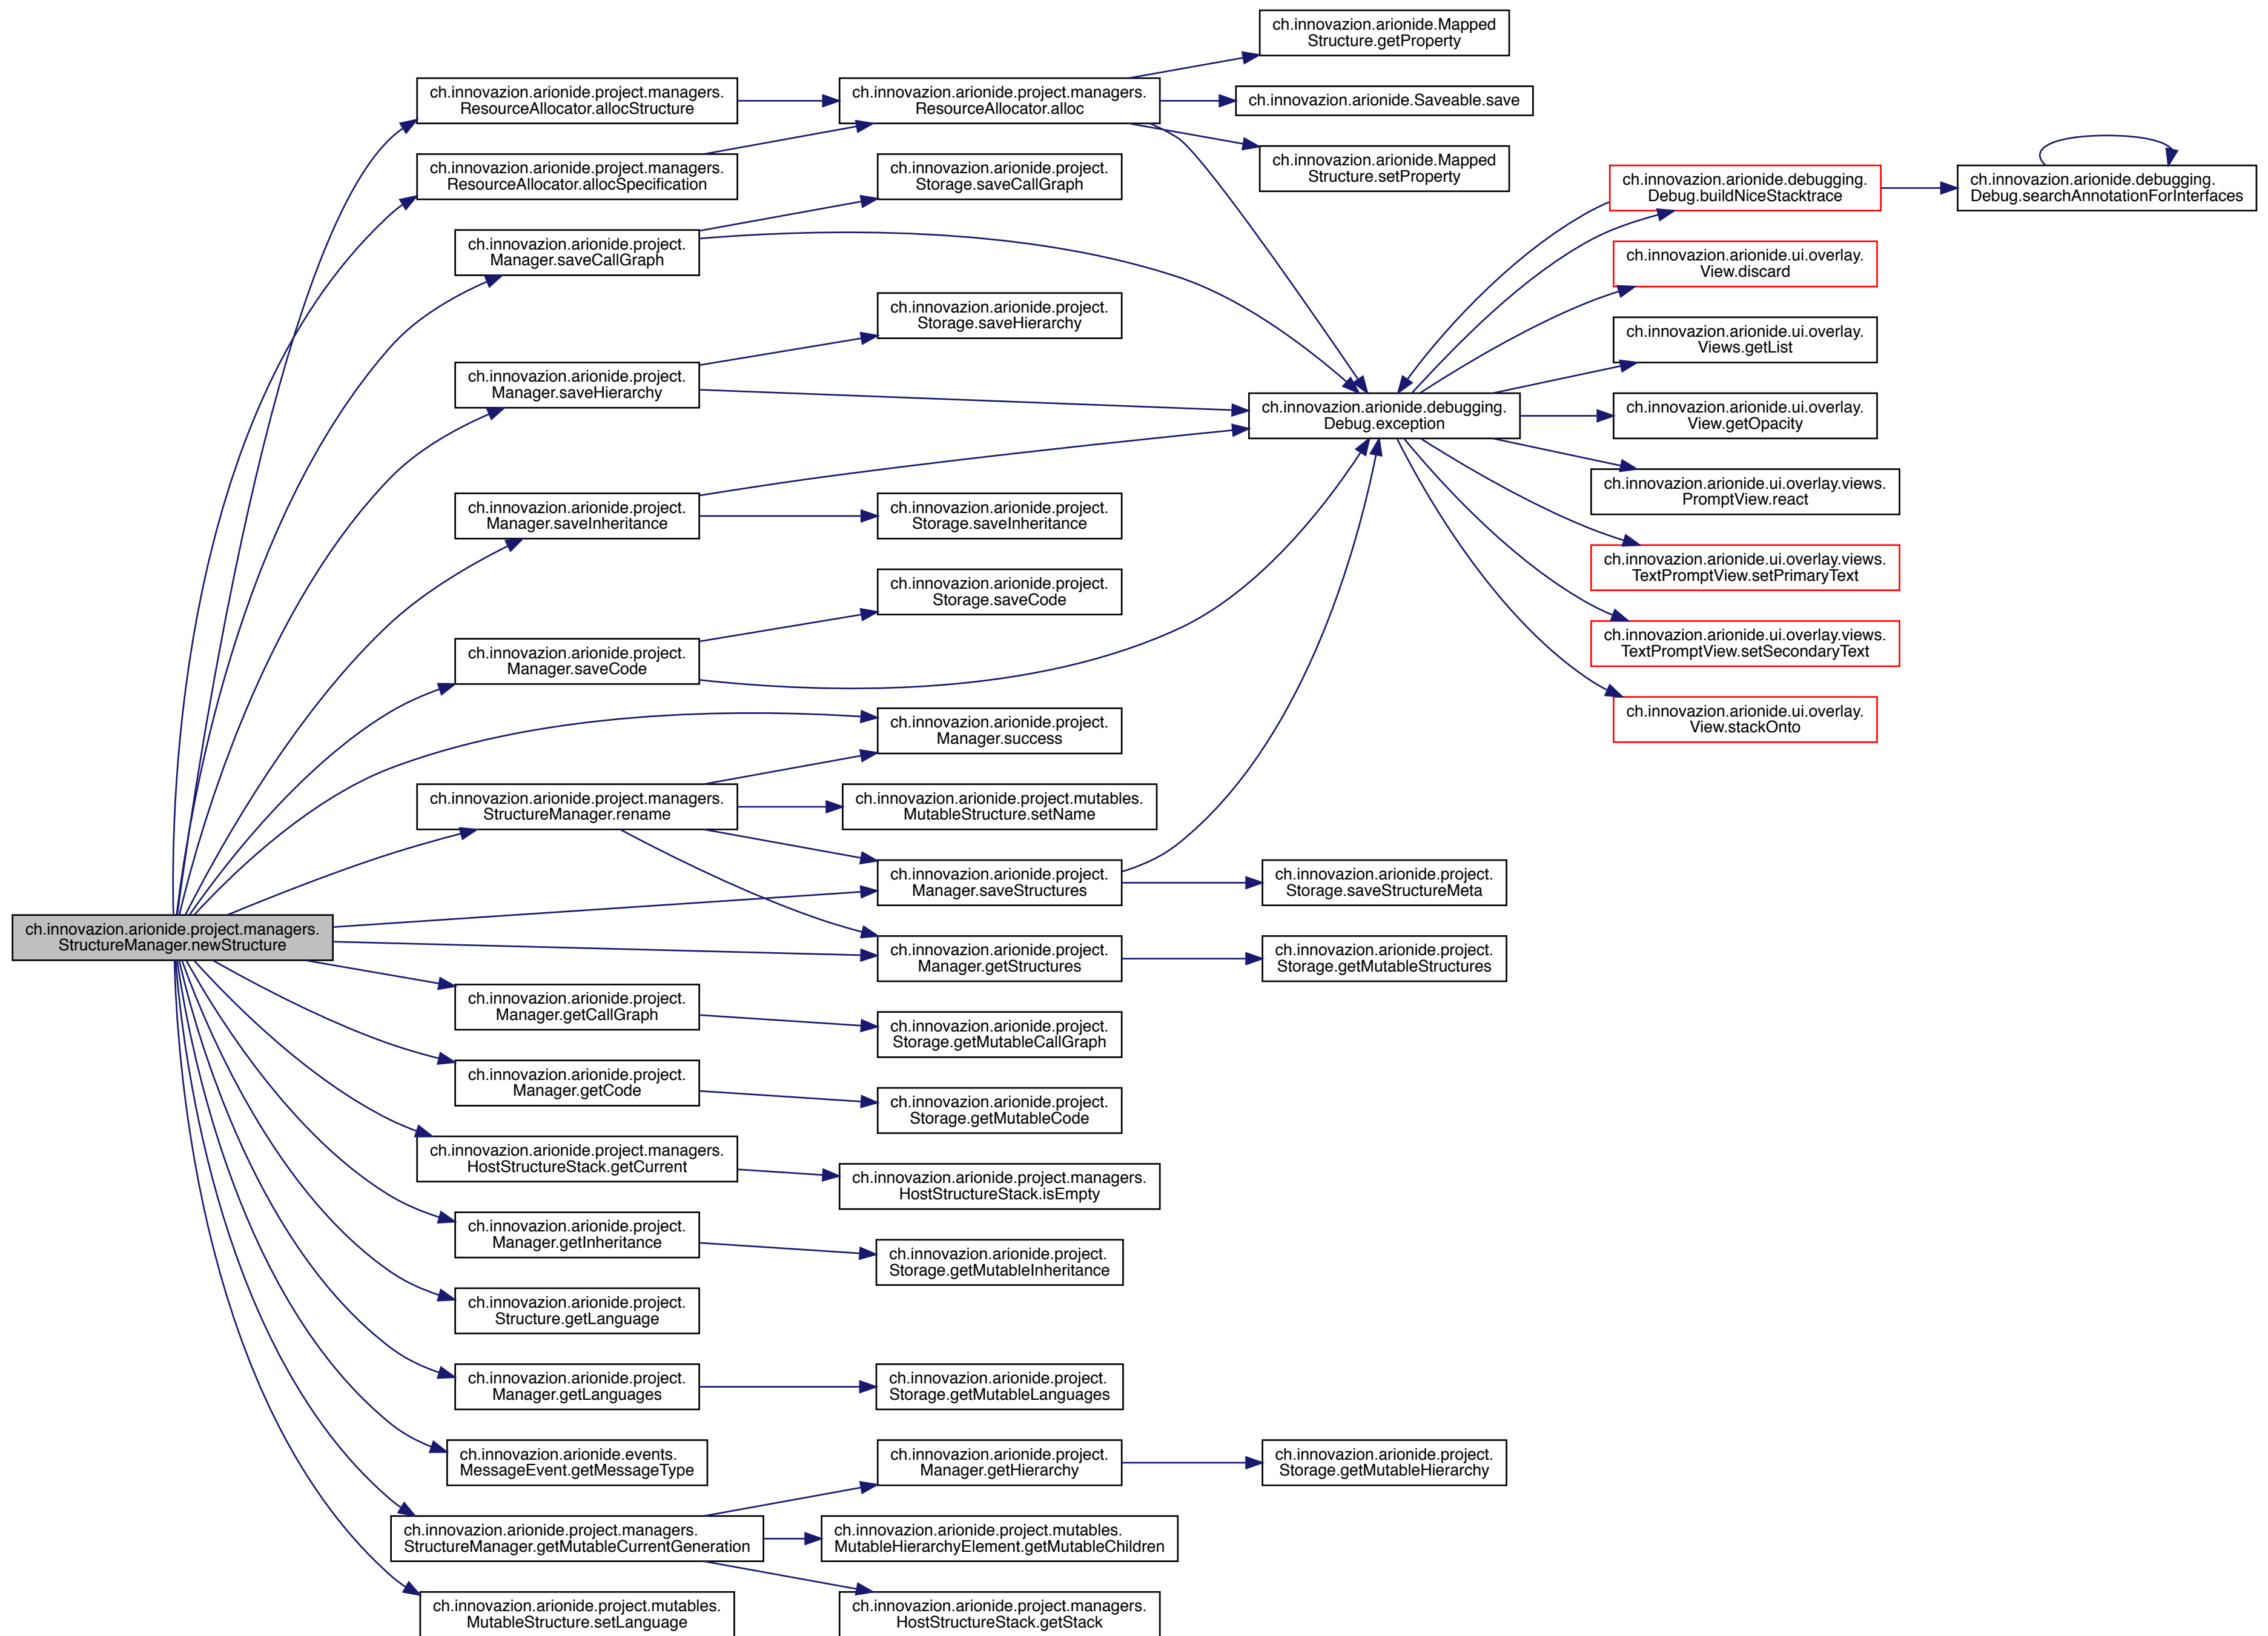 ch.innovazion.arionide.Mapped
Structure.getProperty
ch.innovazion.arionide.project.managers.
ResourceAllocator.allocStructure
ch.innovazion.arionide.project.managers.
ResourceAllocator.alloc
ch.innovazion.arionide.Saveable.save
ch.innovazion.arionide.project.managers.
ResourceAllocator.allocSpecification
ch.innovazion.arionide.project.
Storage.saveCallGraph
ch.innovazion.arionide.Mapped
Structure.setProperty
ch.innovazion.arionide.debugging.
Debug.buildNiceStacktrace
ch.innovazion.arionide.debugging.
Debug.searchAnnotationForInterfaces
ch.innovazion.arionide.project.
Manager.saveCallGraph
ch.innovazion.arionide.ui.overlay.
View.discard
ch.innovazion.arionide.project.
Storage.saveHierarchy
ch.innovazion.arionide.ui.overlay.
Views.getList
ch.innovazion.arionide.project.
Manager.saveHierarchy
ch.innovazion.arionide.debugging.
Debug.exception
ch.innovazion.arionide.ui.overlay.
View.getOpacity
ch.innovazion.arionide.ui.overlay.views.
PromptView.react
ch.innovazion.arionide.project.
Manager.saveInheritance
ch.innovazion.arionide.project.
Storage.saveInheritance
ch.innovazion.arionide.ui.overlay.views.
TextPromptView.setPrimaryText
ch.innovazion.arionide.project.
Storage.saveCode
ch.innovazion.arionide.ui.overlay.views.
TextPromptView.setSecondaryText
ch.innovazion.arionide.project.
Manager.saveCode
ch.innovazion.arionide.ui.overlay.
View.stackOnto
ch.innovazion.arionide.project.
Manager.success
ch.innovazion.arionide.project.managers.
StructureManager.rename
ch.innovazion.arionide.project.mutables.
MutableStructure.setName
ch.innovazion.arionide.project.
Manager.saveStructures
ch.innovazion.arionide.project.
Storage.saveStructureMeta
ch.innovazion.arionide.project.managers.
StructureManager.newStructure
ch.innovazion.arionide.project.
Manager.getStructures
ch.innovazion.arionide.project.
Storage.getMutableStructures
ch.innovazion.arionide.project.
Manager.getCallGraph
ch.innovazion.arionide.project.
Storage.getMutableCallGraph
ch.innovazion.arionide.project.
Manager.getCode
ch.innovazion.arionide.project.
Storage.getMutableCode
ch.innovazion.arionide.project.managers.
HostStructureStack.getCurrent
ch.innovazion.arionide.project.managers.
HostStructureStack.isEmpty
ch.innovazion.arionide.project.
Manager.getInheritance
ch.innovazion.arionide.project.
Storage.getMutableInheritance
ch.innovazion.arionide.project.
Structure.getLanguage
ch.innovazion.arionide.project.
Manager.getLanguages
ch.innovazion.arionide.project.
Storage.getMutableLanguages
ch.innovazion.arionide.events.
MessageEvent.getMessageType
ch.innovazion.arionide.project.
Manager.getHierarchy
ch.innovazion.arionide.project.
Storage.getMutableHierarchy
ch.innovazion.arionide.project.managers.
StructureManager.getMutableCurrentGeneration
ch.innovazion.arionide.project.mutables.
MutableHierarchyElement.getMutableChildren
ch.innovazion.arionide.project.mutables.
MutableStructure.setLanguage
ch.innovazion.arionide.project.managers.
HostStructureStack.getStack